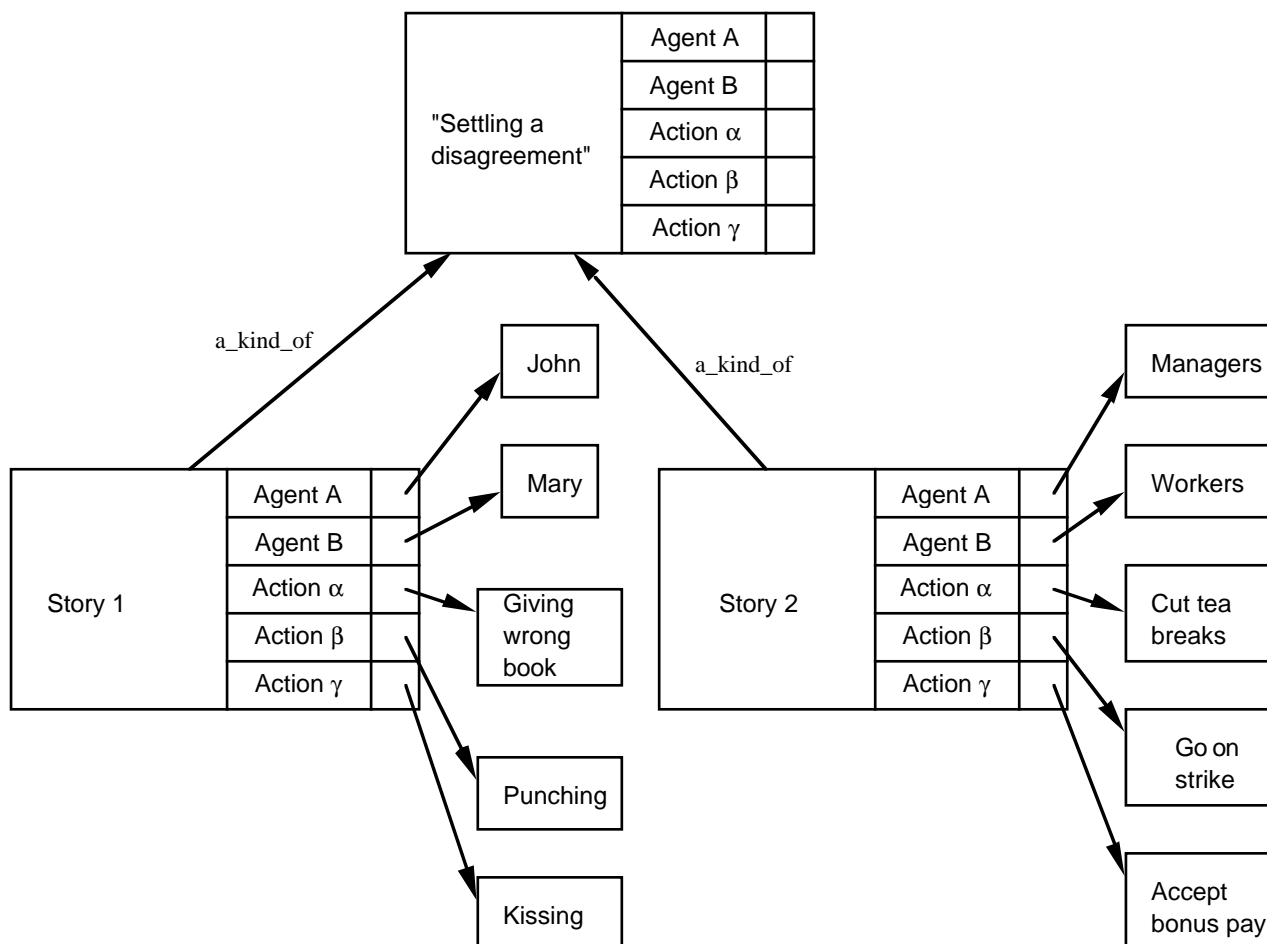 Agent A
Agent B
"Settling a
disagreement"
Action α
Action β
Action γ
a_kind_of
a_kind_of
John
Mary
Managers
Workers
Story 1
Agent A
Agent B
Action α
Action β
Action γ
Giving
wrong
book
Punching
Kissing
Story 2
Agent A
Agent B
Action α
Action β
Action γ
Cut tea
breaks
Go on
strike
Accept
bonus pay